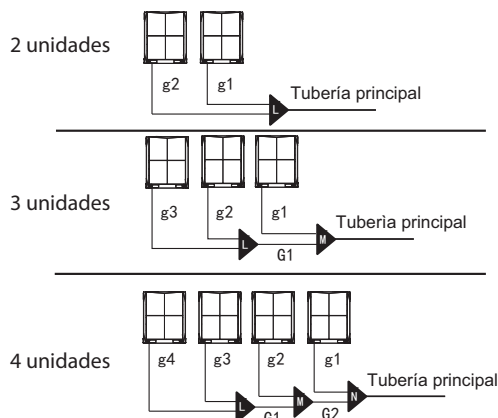 2 unidades
g2 g1
L
Tubería principal
3 unidades
g3 g2 g1
L M
G1
Tuberìa principal
4 unidades
g4 g3 g2 g1
L M N
G1 G2
Tubería principal